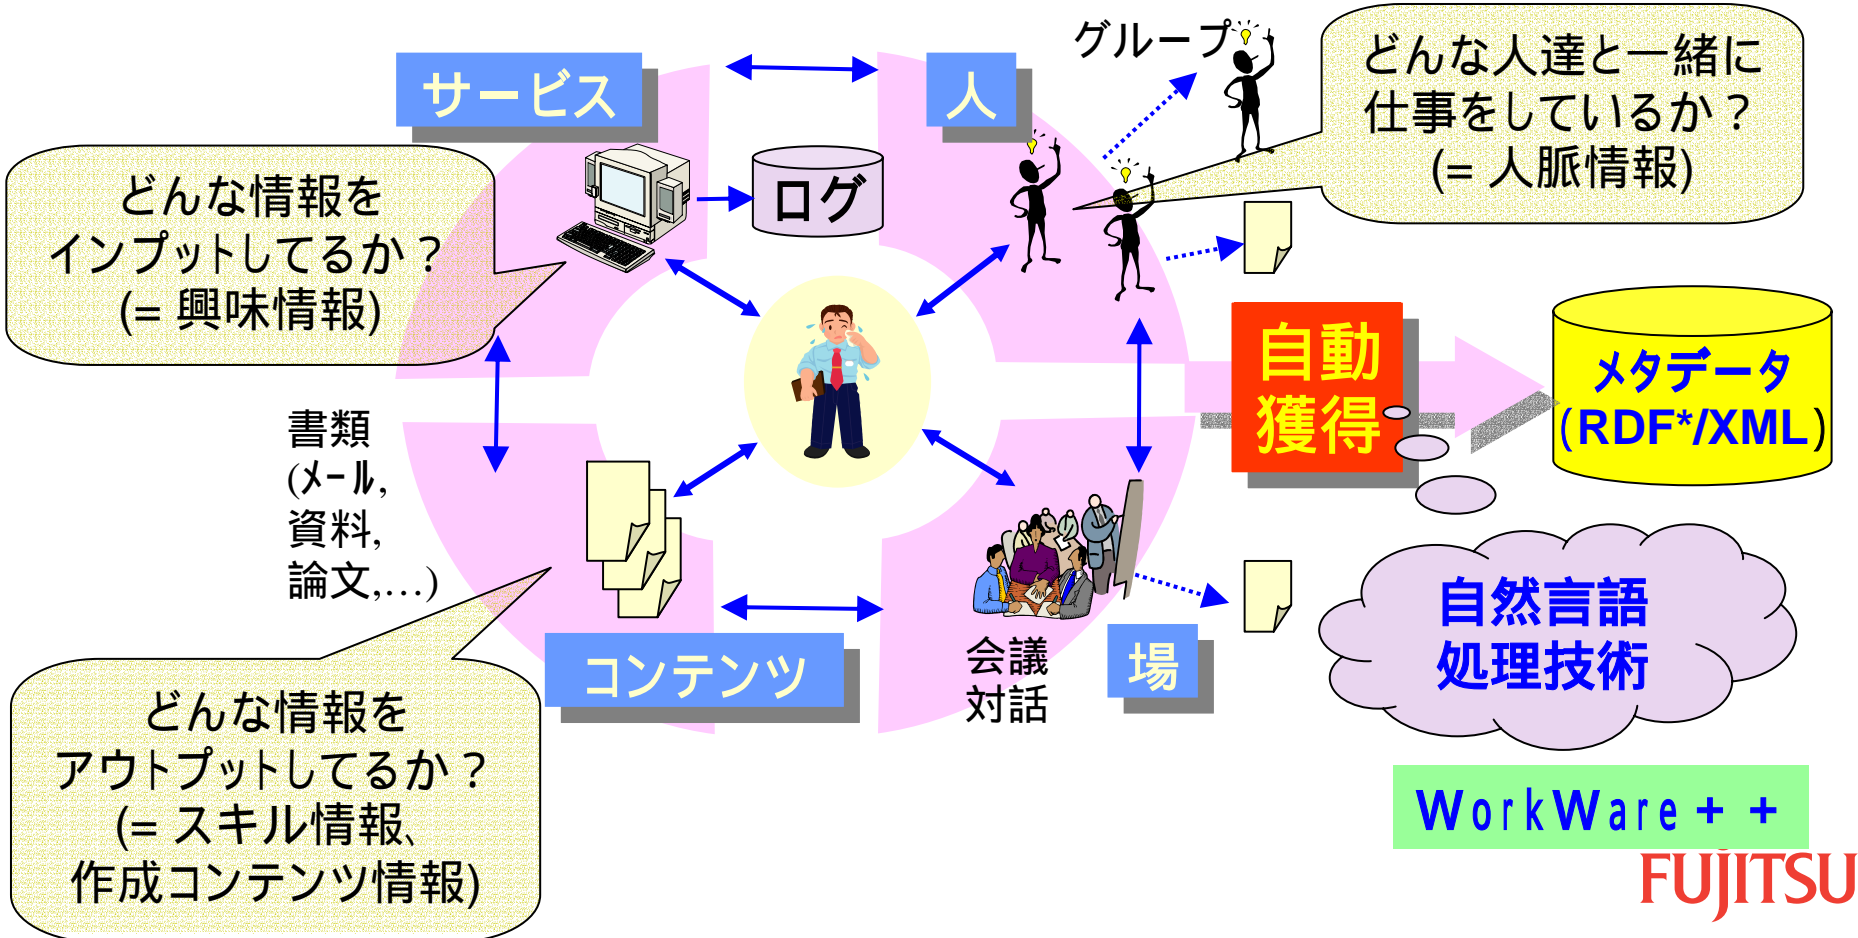 グループ
サービス
人
どんな人達と一緒に
仕事をしているか？
(= 人脈情報)
どんな情報を
インプットしてるか？
(= 興味情報)
ログ
自動
獲得
メタデータ
(RDF*/XML)
書類
(メール,
資料,
論文,…)
自然言語
処理技術
コンテンツ
会議
対話
場
どんな情報を
アウトプットしてるか？
(= スキル情報、
作成コンテンツ情報)
WorkWare++
FUJITSU